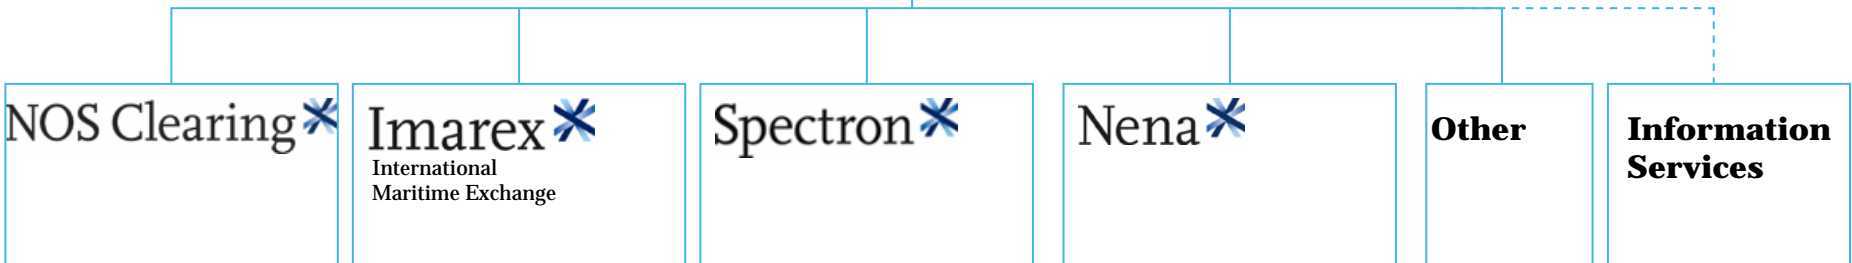 NOS Clearing
Imarex
International
Maritime Exchange
Spectron
Nena
Other
Information
Services